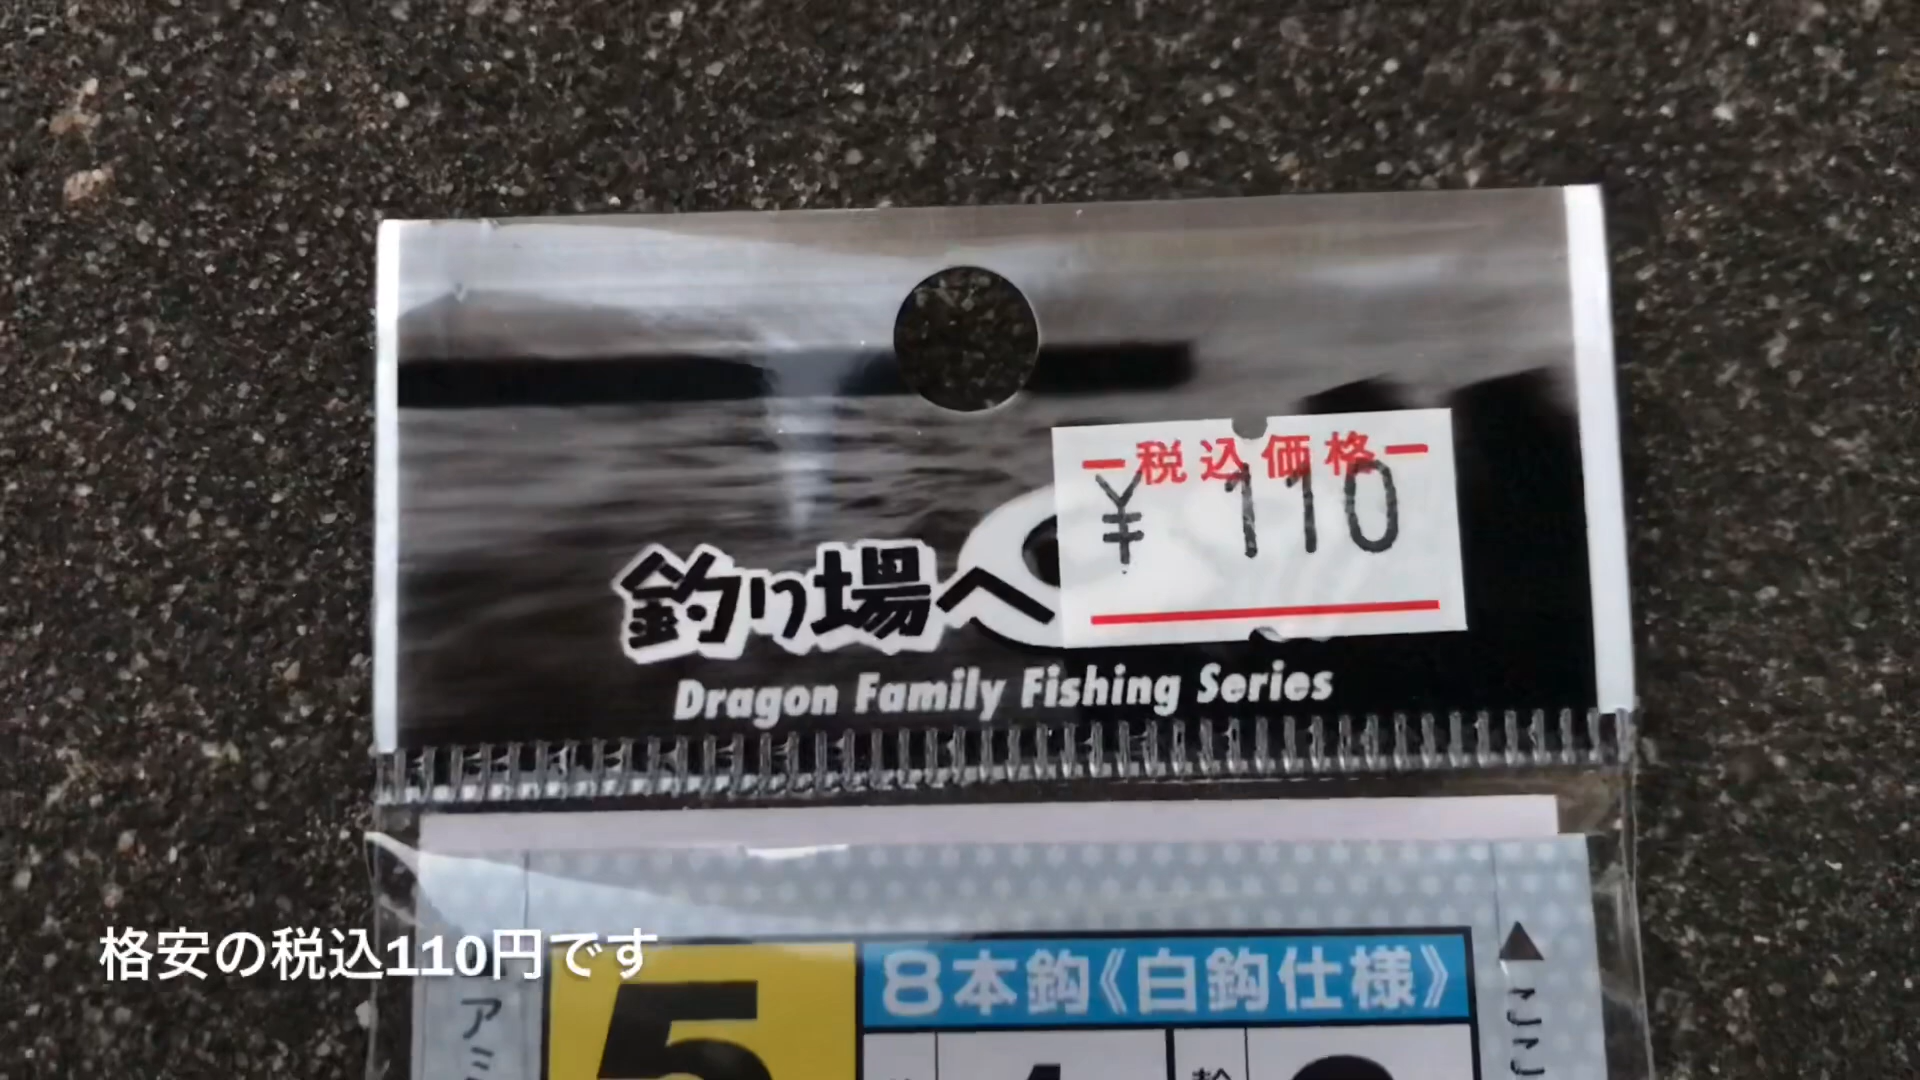 税込価格
¥ 110
釣り場へ
Dragon Family Fishing Series
格安の税込110円です
5
8本鈎《白鈎仕様》